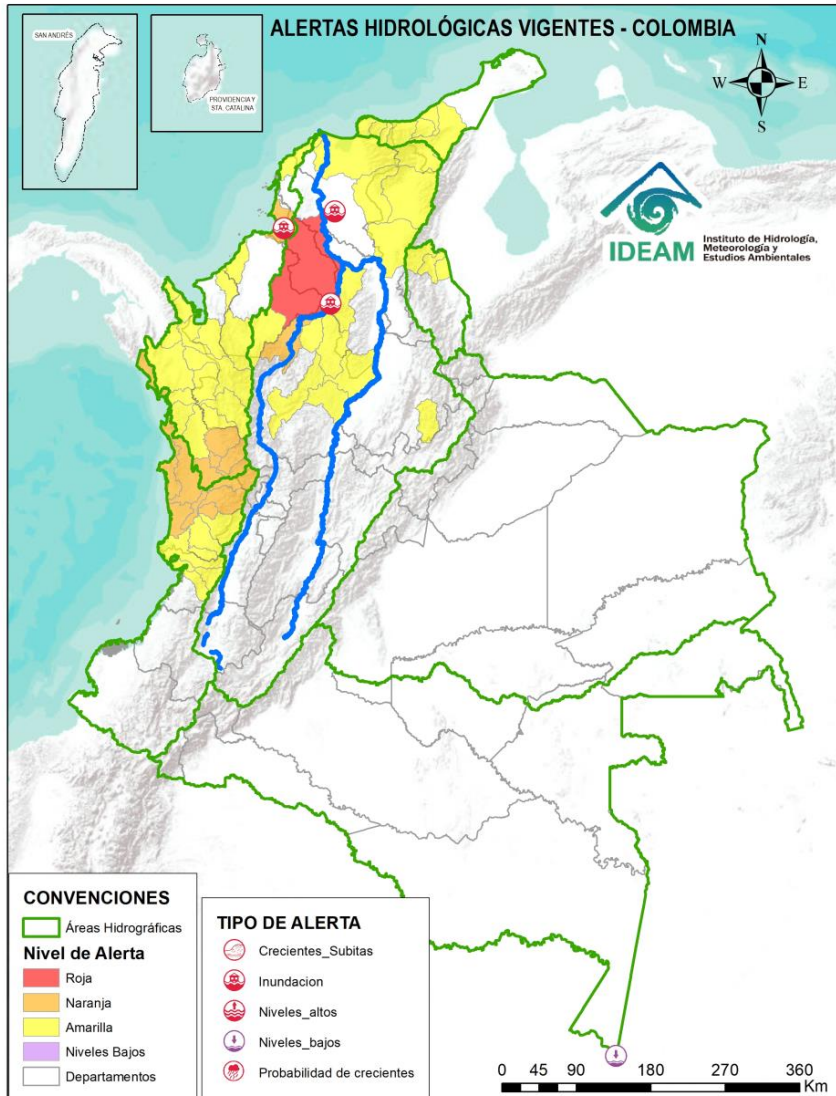 ALERTAS HIDROLÓGICAS VIGENTES - COLOMBIA
SAN ANDRÉS
PROVIDENCIA Y
STA. CATALINA
N
W
E
S
IDEAM
Instituto de Hidrología,
Meteorología y
Estudios Ambientales
CONVENCIONES
Áreas Hidrográficas
Nivel de Alerta
Roja
Naranja
Amarilla
Niveles Bajos
Departamentos
TIPO DE ALERTA
Crecientes_Subitas
Inundacion
Niveles_altos
Niveles_bajos
Probabilidad de crecientes
0 45 90 180 270 360
Km